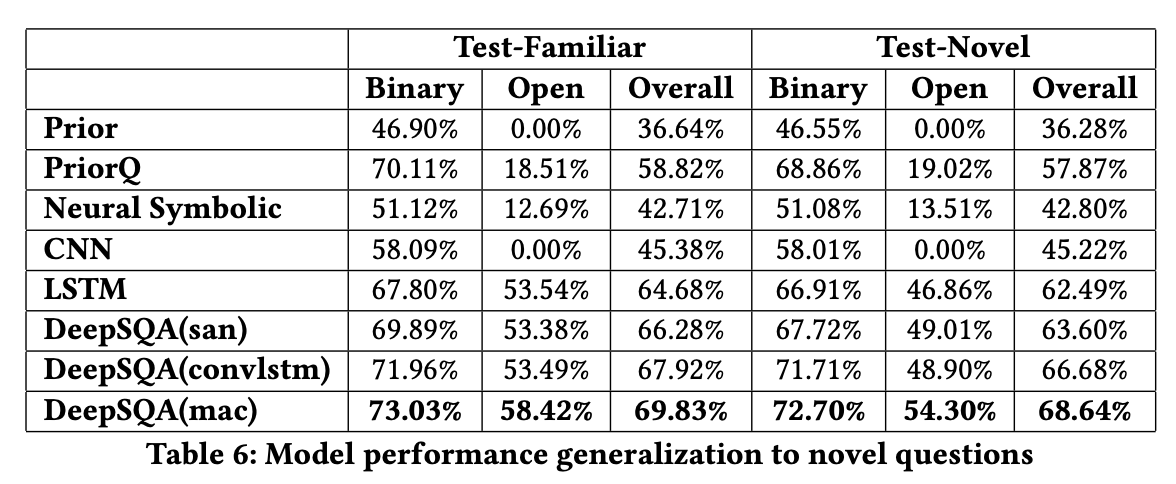 Test-Familiar Test-Novel
Binary Open Overall Binary Open Overall
Prior 46.90% 0.00% 36.64% 46.55% 0.00% 36.28%
PriorQ 70.11% 18.51% 58.82% 68.86% 19.02% 57.87%
Neural Symbolic 51.12% 12.69% 42.71% 51.08% 13.51% 42.80%
CNN 58.09% 0.00% 45.38% 58.01% 0.00% 45.22%
LSTM 67.80% 53.54% 64.68% 66.91% 46.86% 62.49%
DeepSQA(san) 69.89% 53.38% 66.28% 67.72% 49.01% 63.60%
DeepSQA(convlstm) 71.96% 53.49% 67.92% 71.71% 48.90% 66.68%
DeepSQA(mac) 73.03% 58.42% 69.83% 72.70% 54.30% 68.64%
Table 6: Model performance generalization to novel questions